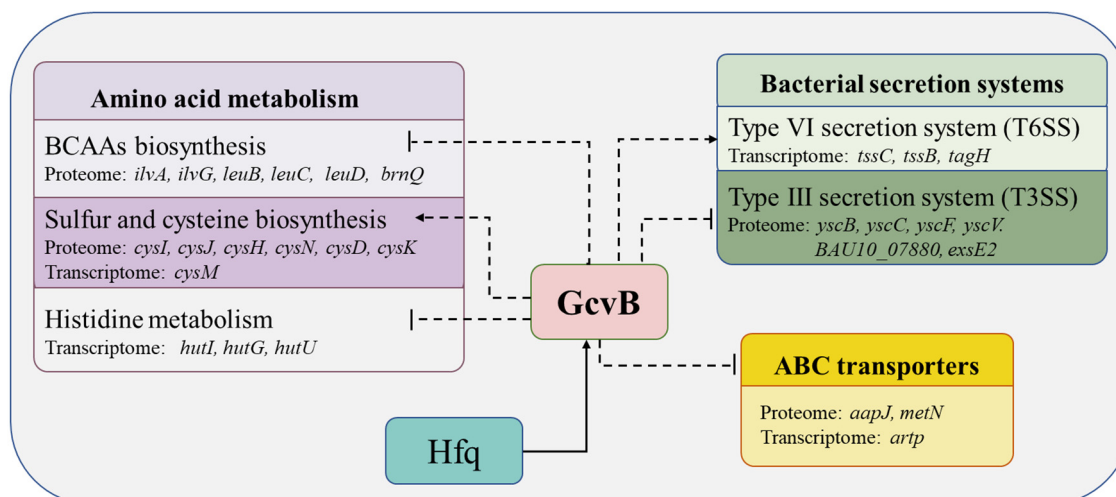 Amino acid metabolism
BCAAs biosynthesis
Proteome: ilvA, ilvG, leuB, leuC, leuD, brnQ
Sulfur and cysteine biosynthesis
Proteome: cysI, cysJ, cysH, cysN, cysD, cysK
Transcriptome: cysM
Histidine metabolism
Transcriptome: hutI, hutG, hutU
Bacterial secretion systems
Type VI secretion system (T6SS)
Transcriptome: tssC, tssB, tagH
Type III secretion system (T3SS)
Proteome: yscB, yscC, yscF, yscV.
BAU10_07880, exsE2
GcvB
ABC transporters
Proteome: aapJ, metN
Transcriptome: artp
Hfq